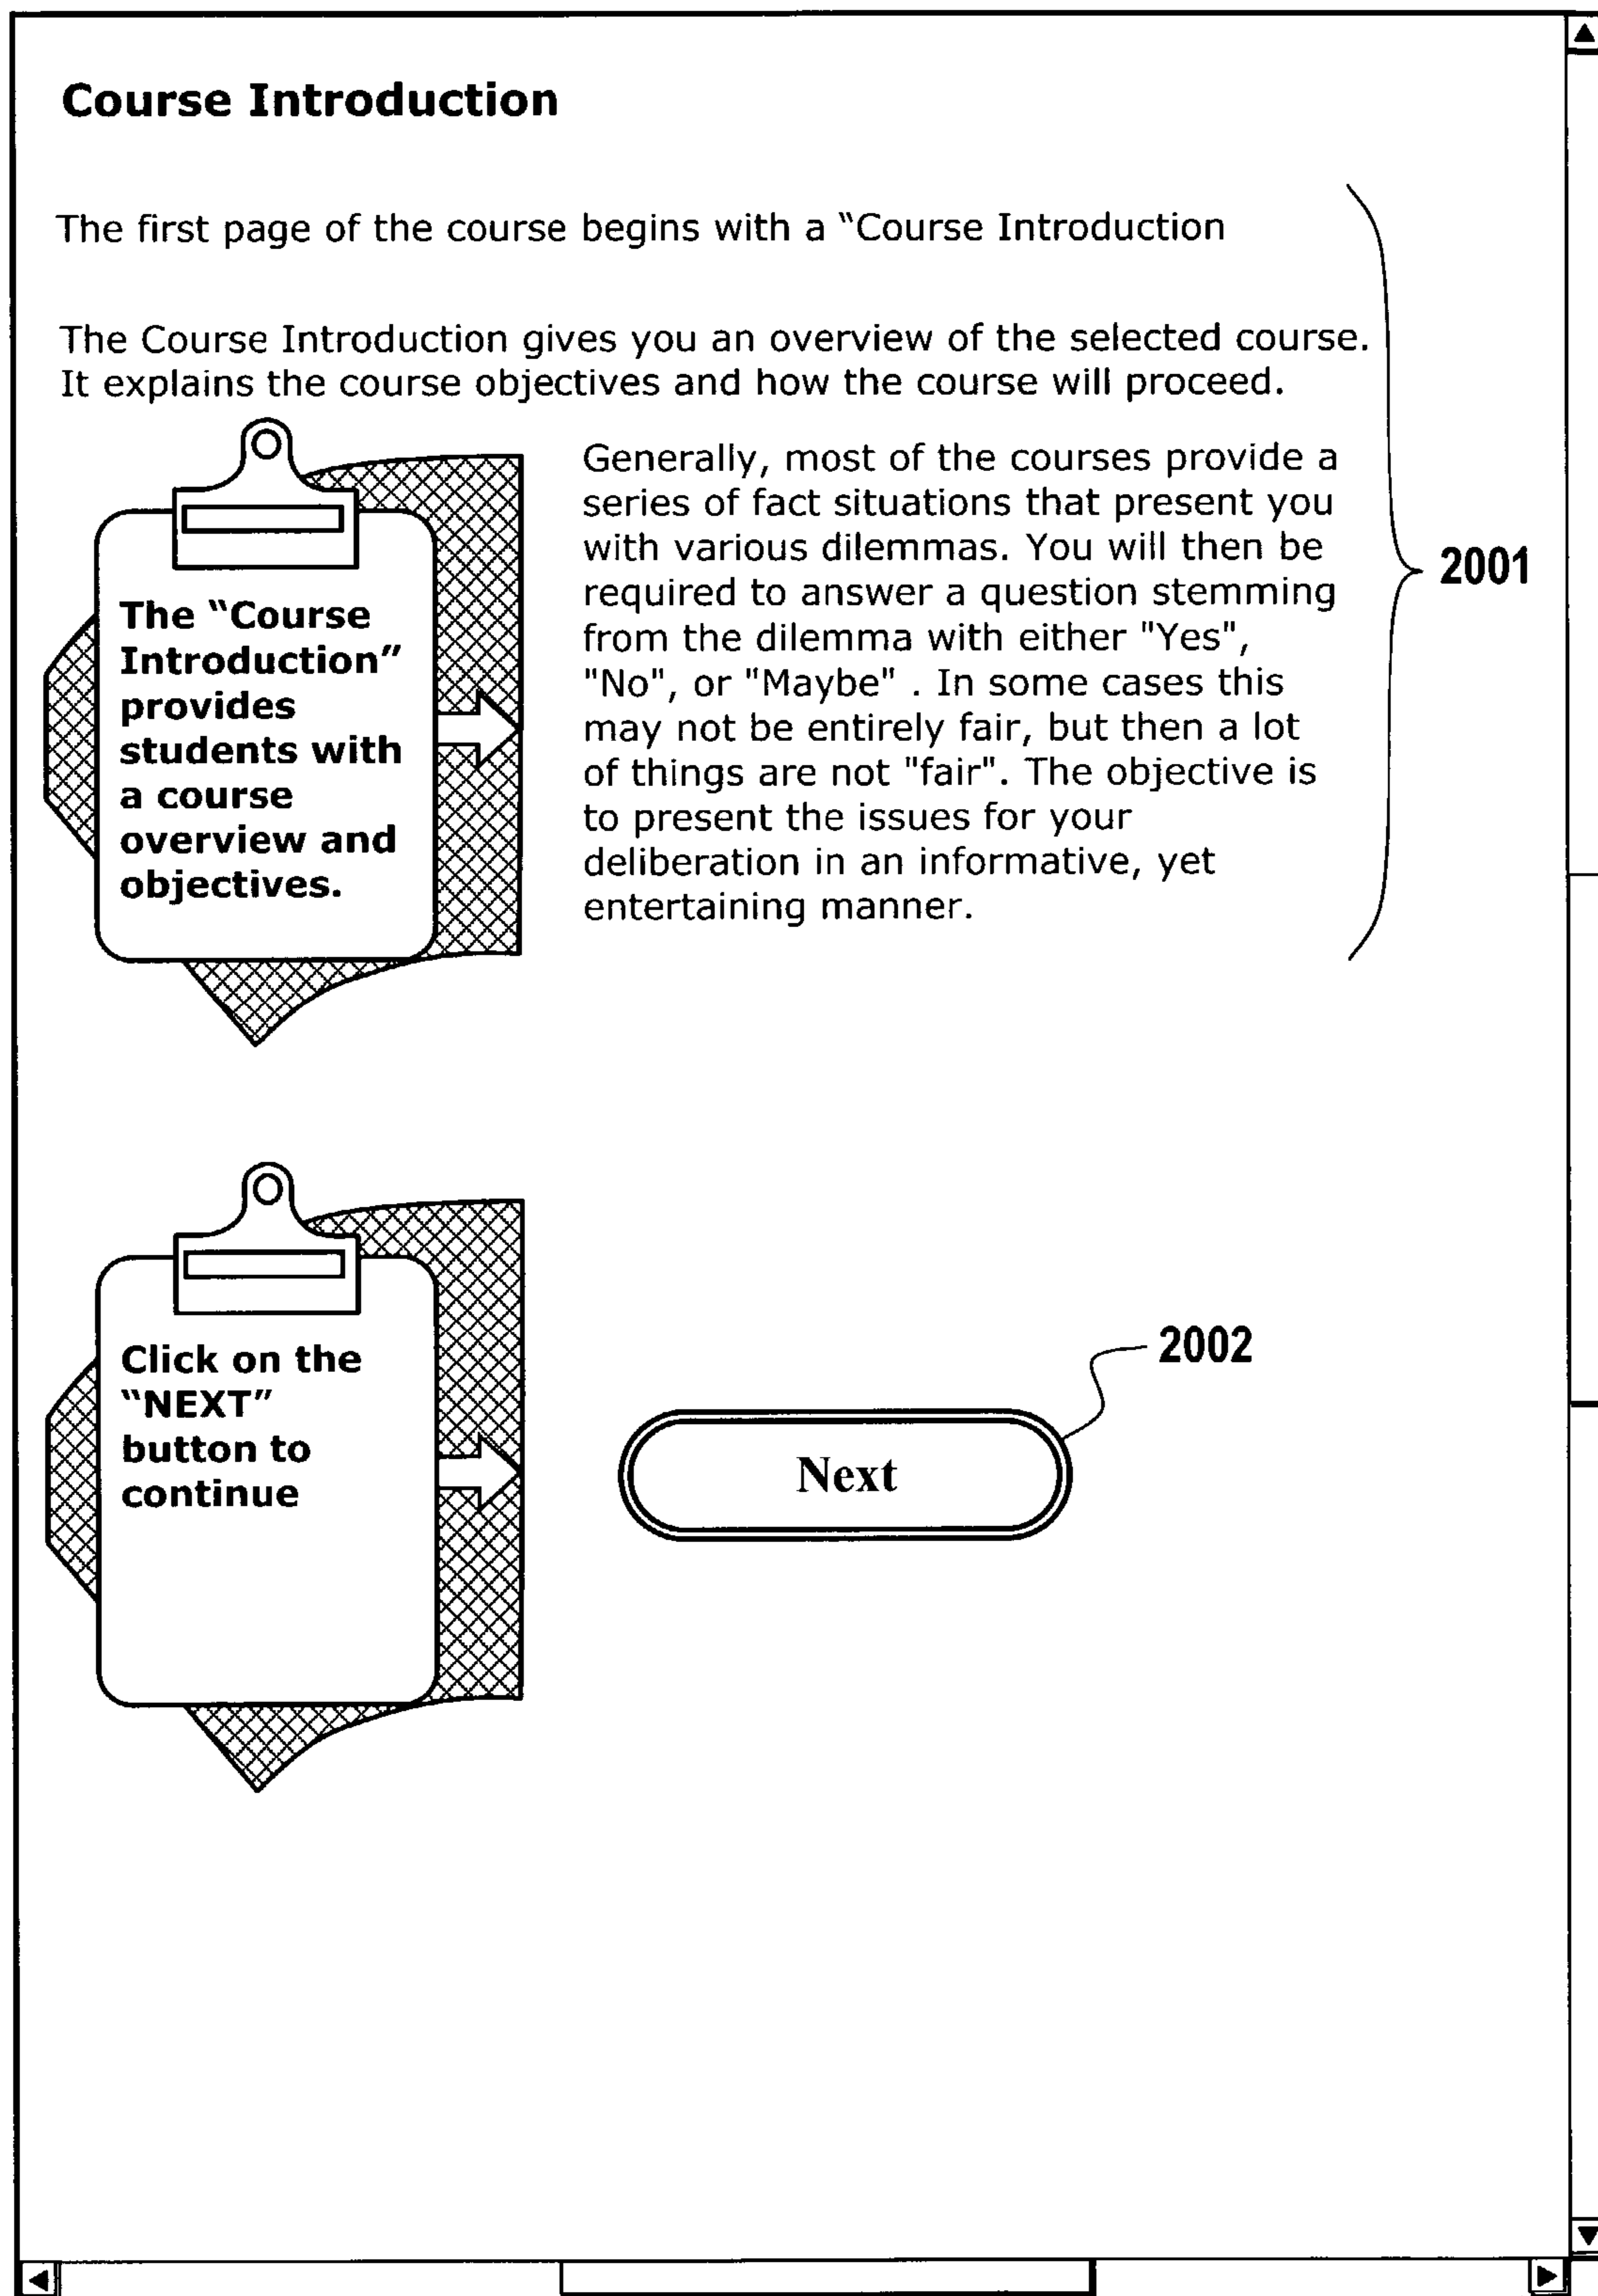 Course Introduction
The first page of the course begins with a “Course Introduction
The Course Introduction gives you an overview of the selected course.
It explains the course objectives and how the course will proceed.
The “Course
Introduction”
provides
students with
a course
overview and
objectives.
Generally, most of the courses provide a
series of fact situations that present you
with various dilemmas. You will then be
required to answer a question stemming
from the dilemma with either "Yes",
"No", or "Maybe" . In some cases this
may not be entirely fair, but then a lot
of things are not "fair". The objective is
to present the issues for your
deliberation in an informative, yet
entertaining manner.
2001
Click on the
“NEXT”
button to
continue
Next
2002